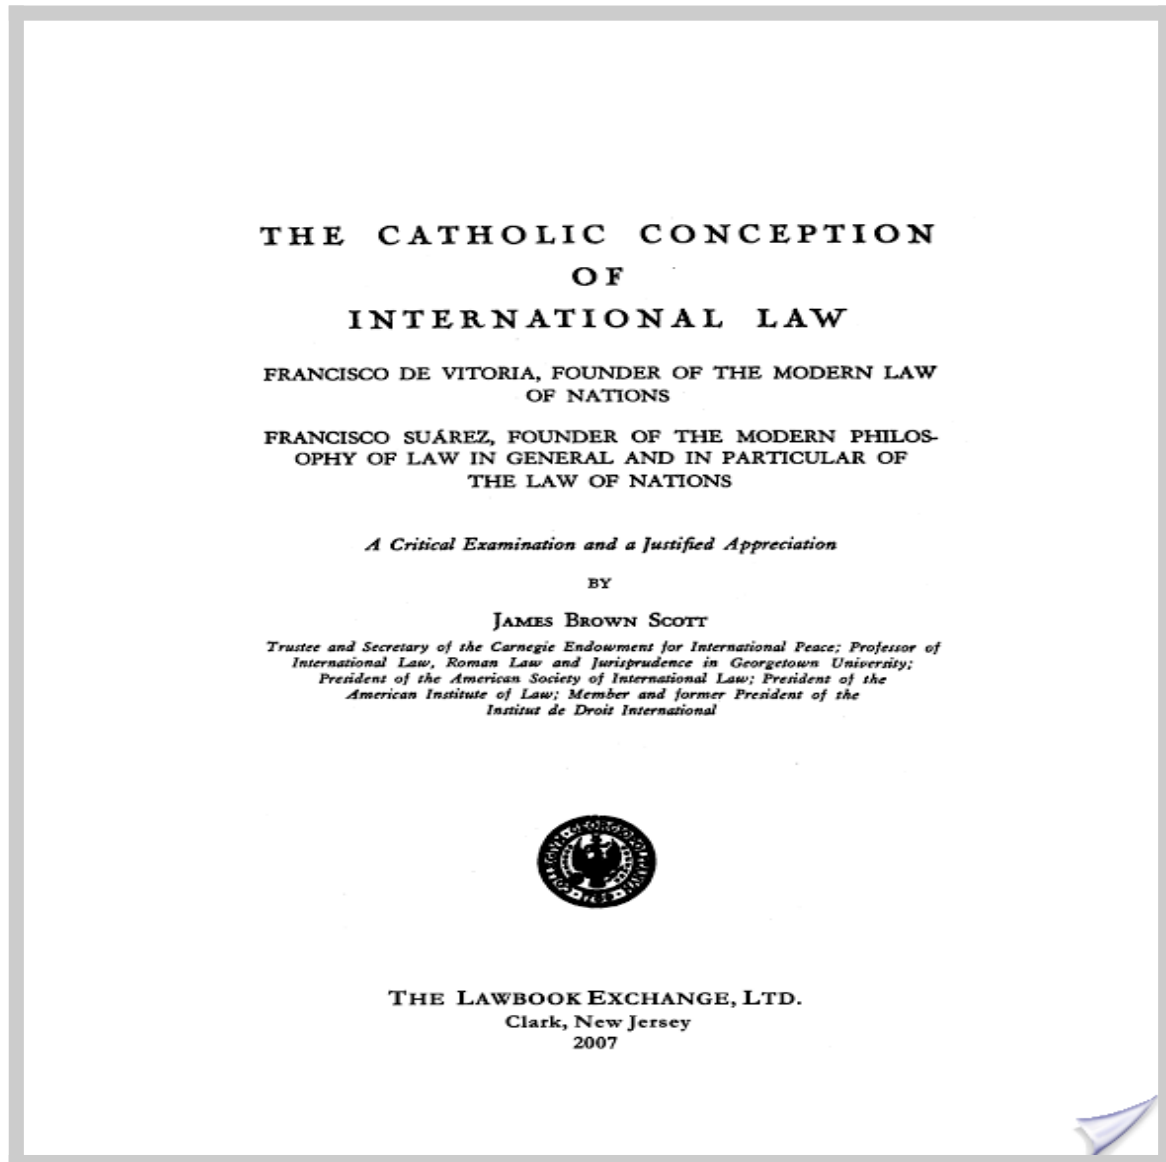 THE CATHOLIC CONCEPTION
OF
INTERNATIONAL LAW
FRANCISCO DE VITORIA, FOUNDER OF THE MODERN LAW
OF NATIONS
FRANCISCO SUÁREZ, FOUNDER OF THE MODERN PHILOS-
OPHY OF LAW IN GENERAL AND IN PARTICULAR OF
THE LAW OF NATIONS
A Critical Examination and a Justified Appreciation
BY
JAMES BROWN SCOTT
Trustee and Secretary of the Carnegie Endowment for International Peace; Professor of
International Law, Roman Law and Jurisprudence in Georgetown University;
President of the American Society of International Law; President of the
American Institute of Law; Member and former President of the
Institut de Droit International
THE LAWBOOK EXCHANGE, LTD.
Clark, New Jersey
2007